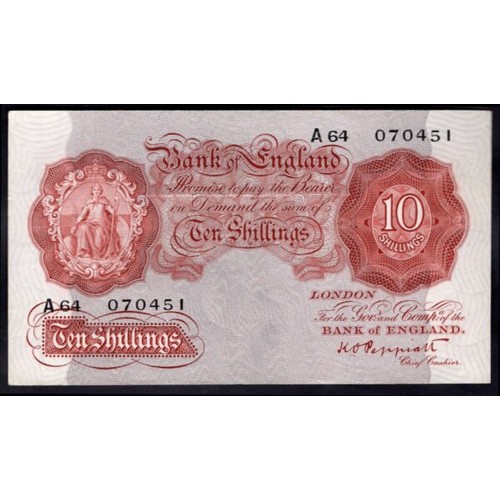 A64 070451
Bank of England
Promise to pay the Bearer
on Demand the sum of
Ten Shillings
10
SHILLINGS
A64 070451
Ten Shillings
LONDON
For the Govr. and Compa. of the
BANK OF ENGLAND.
K O Peppiatt
Chief Cashier.